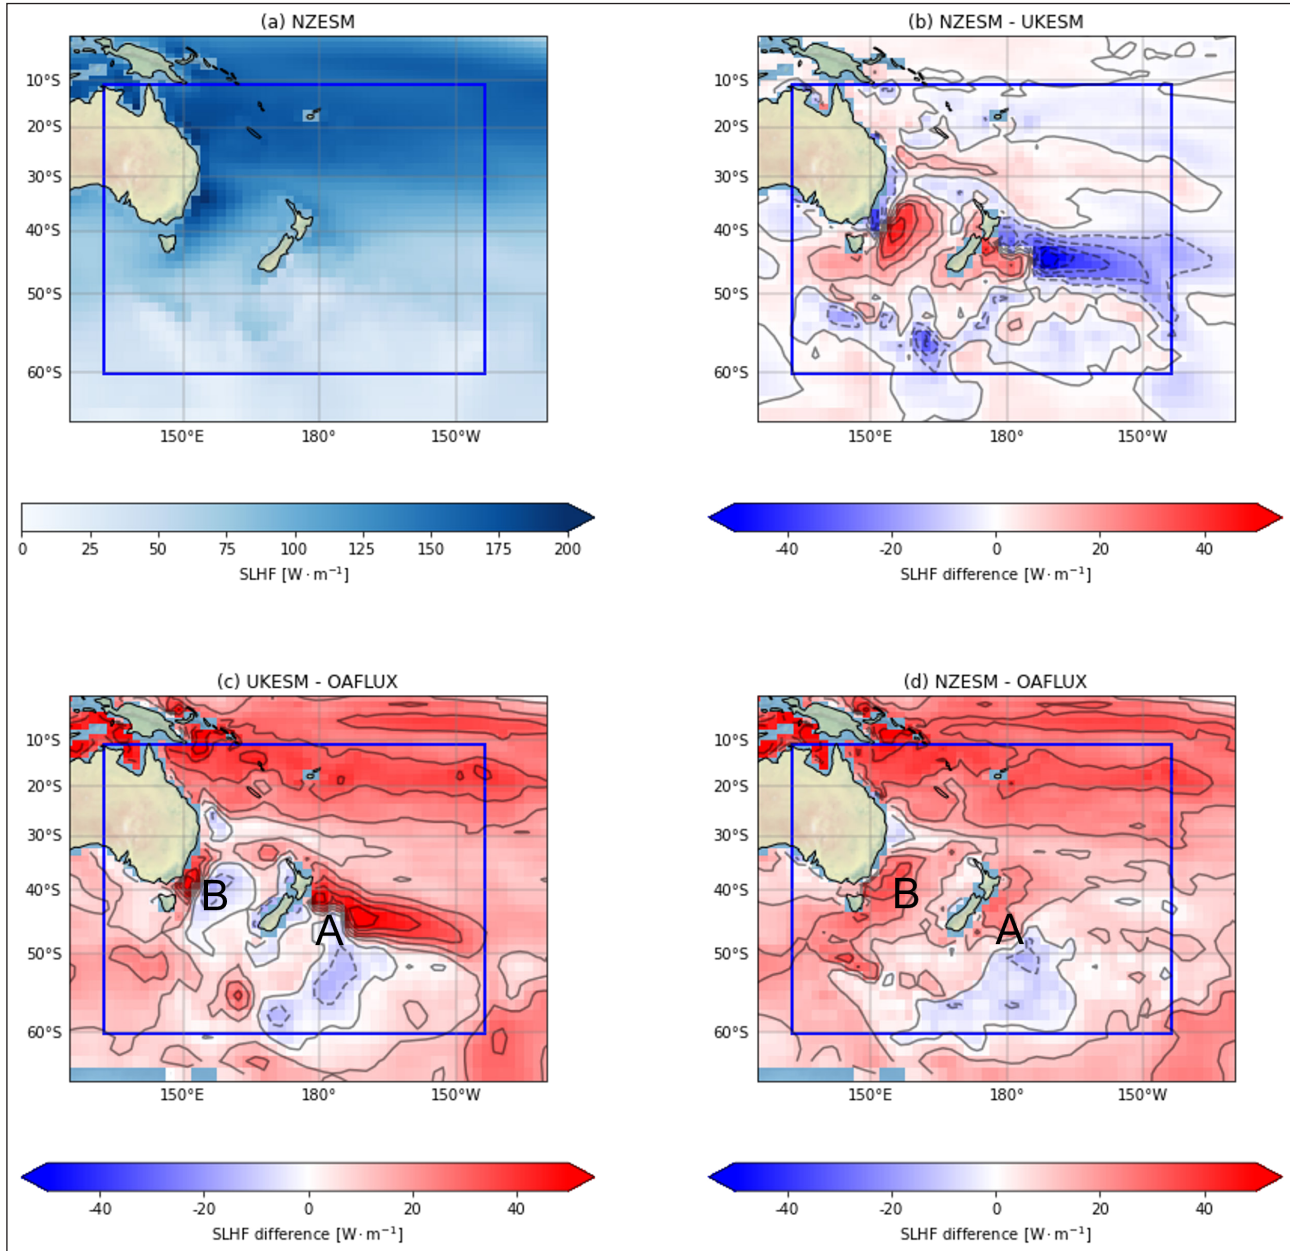 (a) NZESM
10°S
20°S
30°S
40°S
50°S
60°S
150°E 180° 150°W
0 25 50 75 100 125 150 175 200
SLHF [W · m⁻¹]
(b) NZESM - UKESM
10°S
20°S
30°S
40°S
50°S
60°S
150°E 180° 150°W
-40 -20 0 20 40
SLHF difference [W · m⁻¹]
(c) UKESM - OAFLUX
10°S
20°S
30°S
40°S
50°S
60°S
B
A
150°E 180° 150°W
-40 -20 0 20 40
SLHF difference [W · m⁻¹]
(d) NZESM - OAFLUX
10°S
20°S
30°S
40°S
50°S
60°S
B
A
150°E 180° 150°W
-40 -20 0 20 40
SLHF difference [W · m⁻¹]